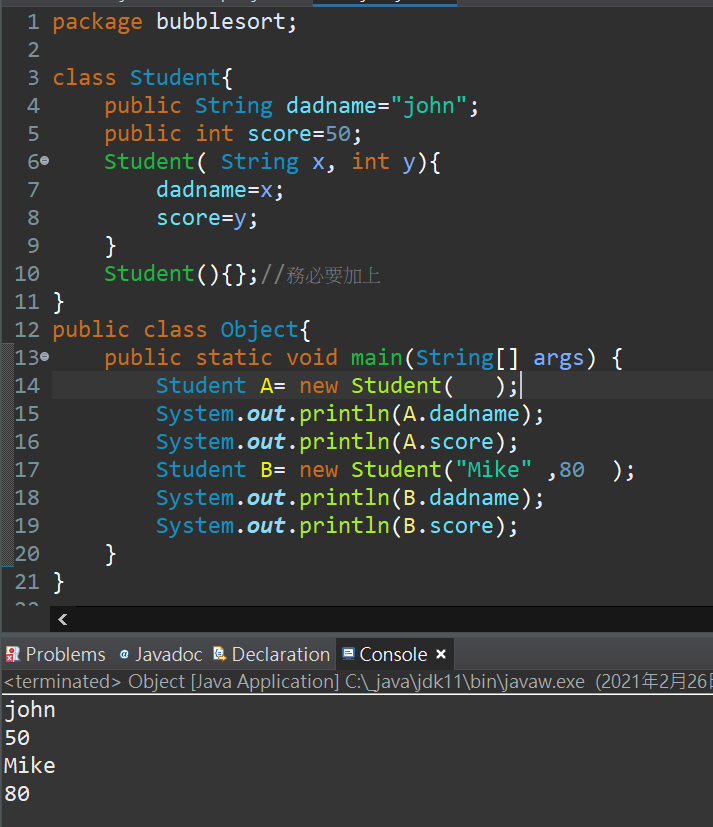 1 package bubblesort;
2
3 class Student{
4     public String dadname="john";
5     public int score=50;
6     Student( String x, int y){
7         dadname=x;
8         score=y;
9     }
10     Student(){};//務必要加上
11 }
12 public class Object{
13     public static void main(String[] args) {
14         Student A= new Student(   );
15         System.out.println(A.dadname);
16         System.out.println(A.score);
17         Student B= new Student("Mike" ,80  );
18         System.out.println(B.dadname);
19         System.out.println(B.score);
20     }
21 }
Problems @ Javadoc Declaration Console
<terminated> Object [Java Application] C:\_java\jdk11\bin\javaw.exe (2021年2月26
john
50
Mike
80